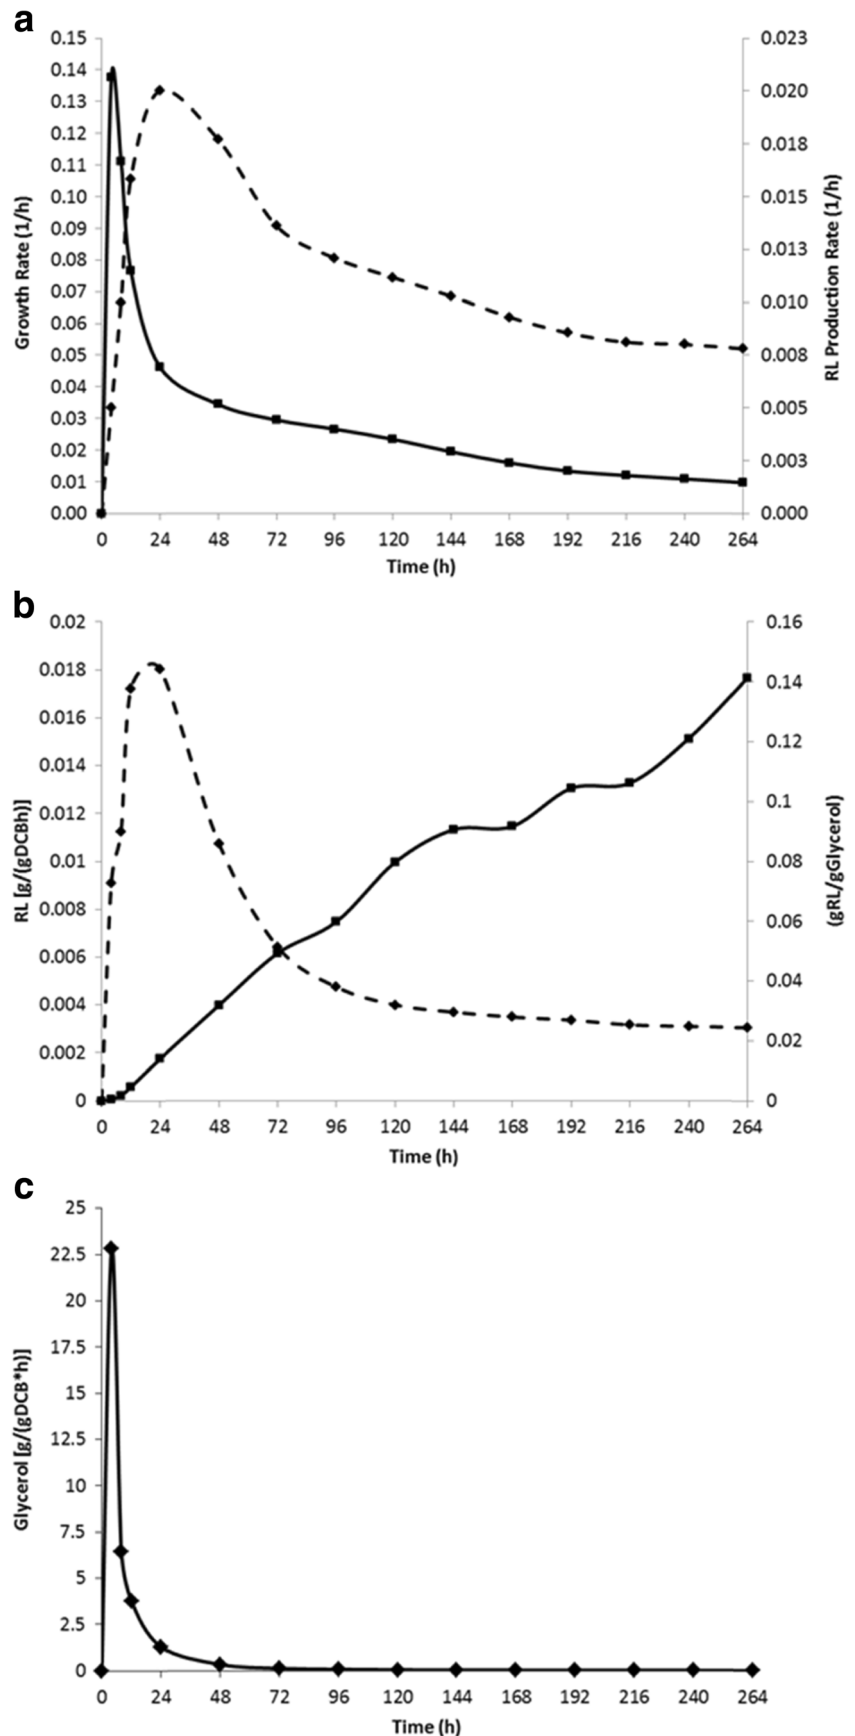 a
0.15 0.023
0.14
0.13 0.020
0.12 0.018
0.11
0.10 0.015
0.09
0.08 0.013
0.07 0.010
0.06
0.05 0.008
0.04
0.03 0.005
0.02 0.003
0.01
0.00 0.000
Growth Rate (1/h)
RL Production Rate (1/h)
0 24 48 72 96 120 144 168 192 216 240 264
Time (h)
b
0.02 0.16
0.018 0.14
0.016
0.014 0.12
0.012 0.1
0.01 0.08
0.008 0.06
0.006
0.004 0.04
0.002 0.02
0 0
RL [g/(gDCBh)]
(gRL/gGlycerol)
0 24 48 72 96 120 144 168 192 216 240 264
Time (h)
c
25
22.5
20
17.5
15
12.5
10
7.5
5
2.5
0
Glycerol [g/(gDCB*h)]
0 24 48 72 96 120 144 168 192 216 240 264
Time (h)